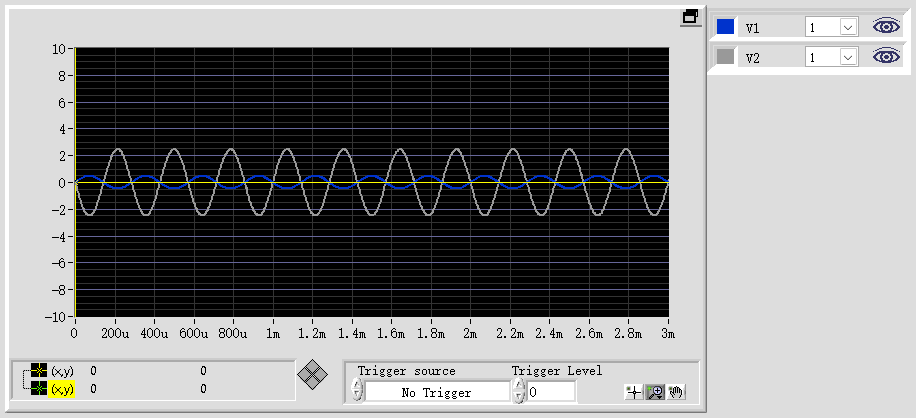 V1 1
V2 1
10
8
6
4
2
0
-2
-4
-6
-8
-10
0 200u 400u 600u 800u 1m 1.2m 1.4m 1.6m 1.8m 2m 2.2m 2.4m 2.6m 2.8m 3m
(x,y) 0 0
(x,y) 0 0
Trigger source Trigger Level
No Trigger 0